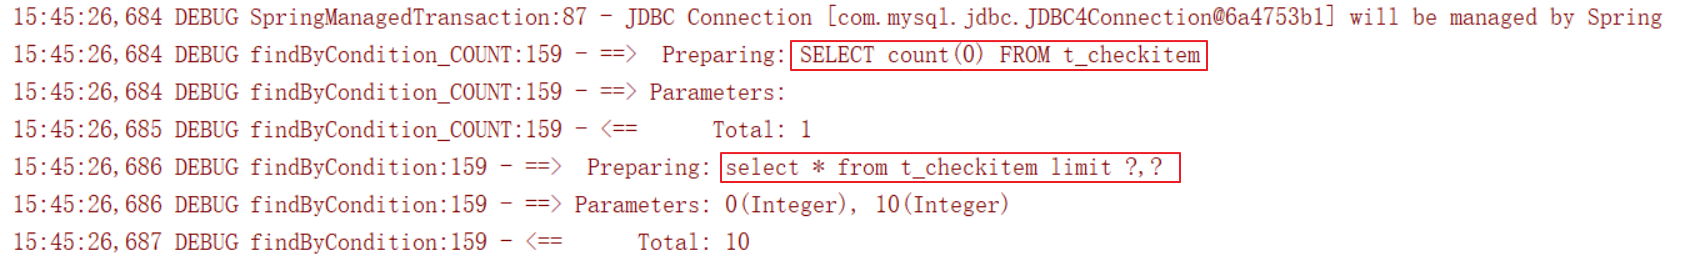 15:45:26,684 DEBUG SpringManagedTransaction:87 - JDBC Connection [com.mysql.jdbc.JDBC4Connection@6a4753b1] will be managed by Spring
15:45:26,684 DEBUG findByCondition_COUNT:159 - ==>  Preparing: SELECT count(0) FROM t_checkitem
15:45:26,684 DEBUG findByCondition_COUNT:159 - ==> Parameters:
15:45:26,685 DEBUG findByCondition_COUNT:159 - <==      Total: 1
15:45:26,686 DEBUG findByCondition:159 - ==>  Preparing: select * from t_checkitem limit ?,?
15:45:26,686 DEBUG findByCondition:159 - ==> Parameters: 0(Integer), 10(Integer)
15:45:26,687 DEBUG findByCondition:159 - <==      Total: 10